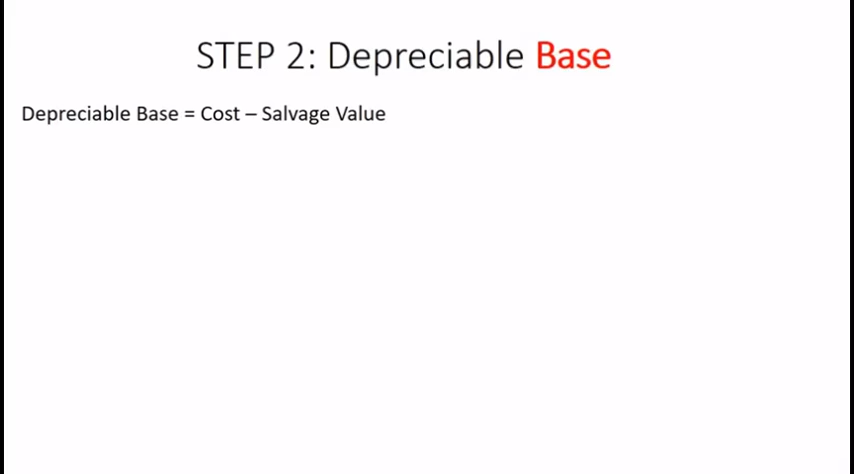 STEP 2: Depreciable Base
Depreciable Base = Cost – Salvage Value